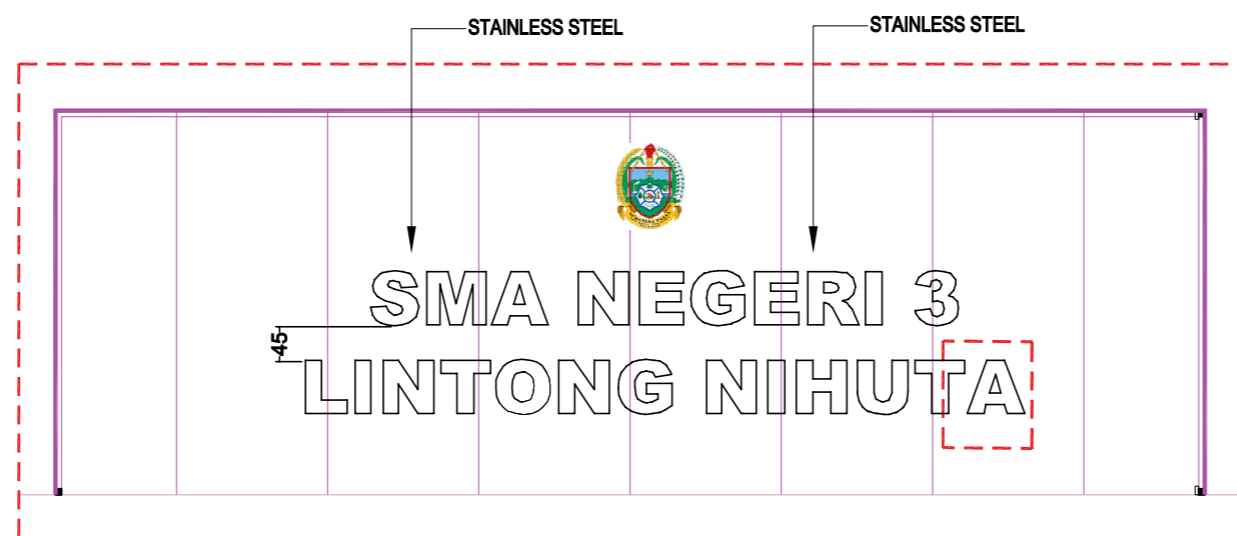 STAINLESS STEEL
STAINLESS STEEL
SMA NEGERI 3
45
LINTONG NIHUTA